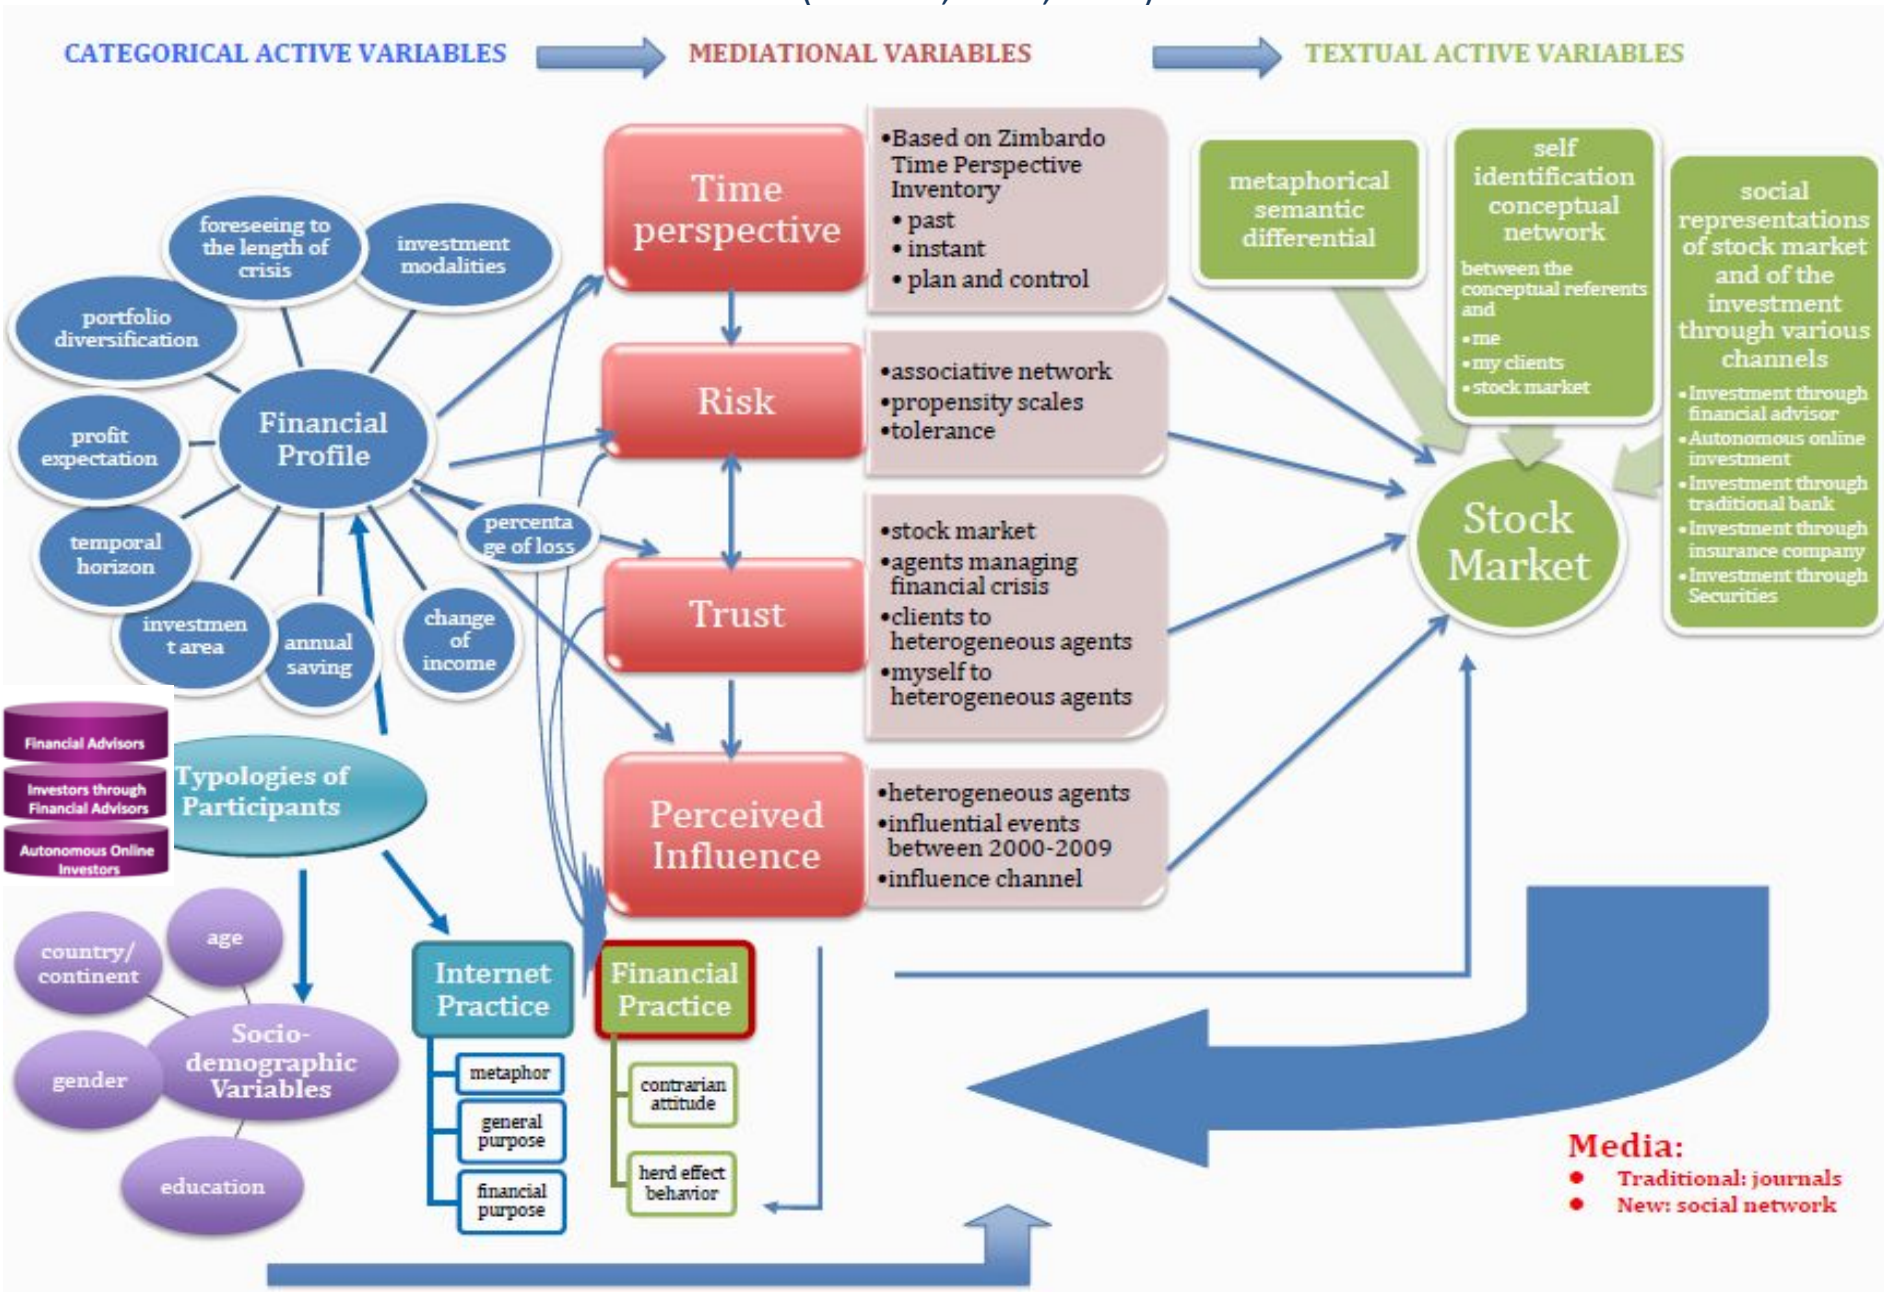 CATEGORICAL ACTIVE VARIABLES
MEDIATIONAL VARIABLES
TEXTUAL ACTIVE VARIABLES
foreseeing to
the length of
crisis
investment
modalities
portfolio
diversification
profit
expectation
temporal
horizon
investmen
t area
annual
saving
change
of
income
percenta
ge of loss
Financial
Profile
Time
perspective
•Based on Zimbardo
Time Perspective
Inventory
• past
• instant
• plan and control
Risk
•associative network
•propensity scales
•tolerance
Trust
•stock market
•agents managing
financial crisis
•clients to
heterogeneous agents
•myself to
heterogeneous agents
Perceived
Influence
•heterogeneous agents
•influential events
between 2000-2009
•influence channel
metaphorical
semantic
differential
self
identification
conceptual
network
between the
conceptual referents
and
•me
•my clients
•stock market
social
representations
of stock market
and of the
investment
through various
channels
•Investment through
financial advisor
•Autonomous online
investment
•Investment through
traditional bank
•Investment through
insurance company
•Investment through
Securities
Stock
Market
Financial Advisors
Investors through
Financial Advisors
Autonomous Online
Investors
Typologies of
Participants
country/
continent
age
gender
education
Socio-
demographic
Variables
Internet
Practice
metaphor
general
purpose
financial
purpose
Financial
Practice
contrarian
attitude
herd effect
behavior
Media:
● Traditional: journals
● New: social network